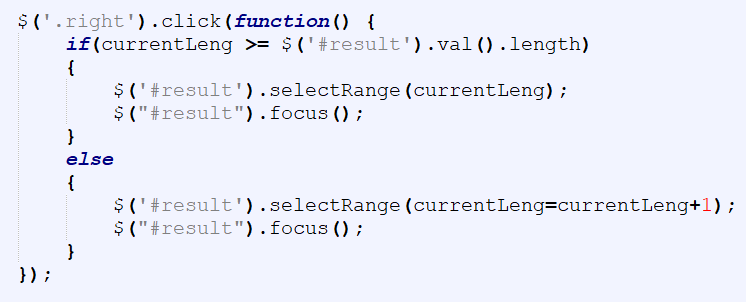 $('.right').click(function() {
    if(currentLeng >= $('#result').val().length)
    {
        $('#result').selectRange(currentLeng);
        $("#result").focus();
    }
    else
    {
        $('#result').selectRange(currentLeng=currentLeng+1);
        $("#result").focus();
    }
});